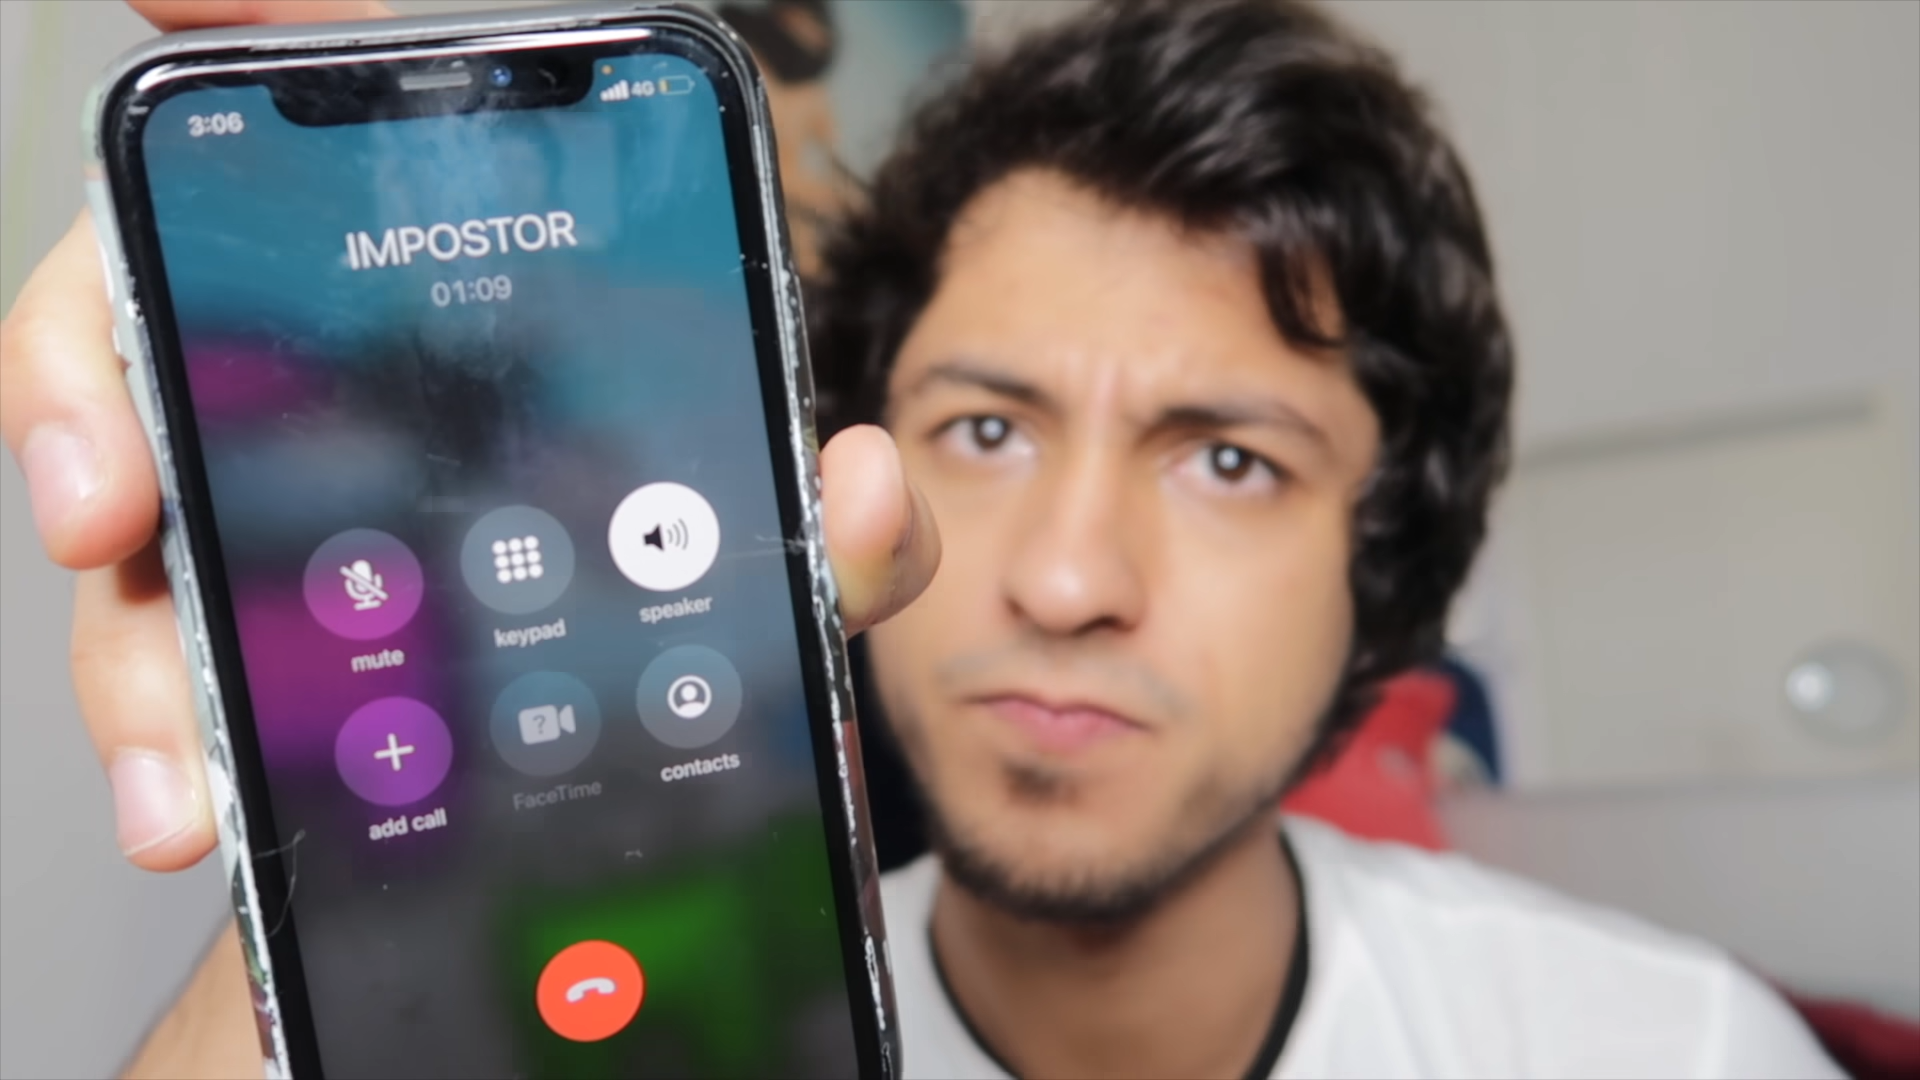 3:06
4G
IMPOSTOR
01:09
mute
keypad
speaker
add call
FaceTime
contacts